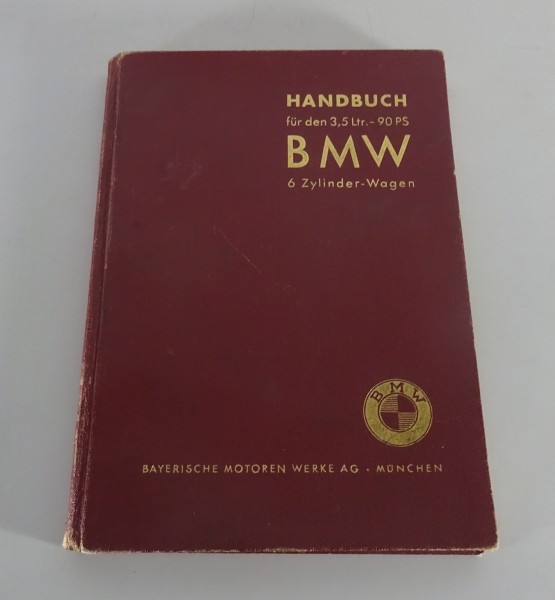 HANDBUCH
für den 3,5 Ltr. - 90 PS
BMW
6 Zylinder-Wagen
BMW
BAYERISCHE MOTOREN WERKE AG · MÜNCHEN